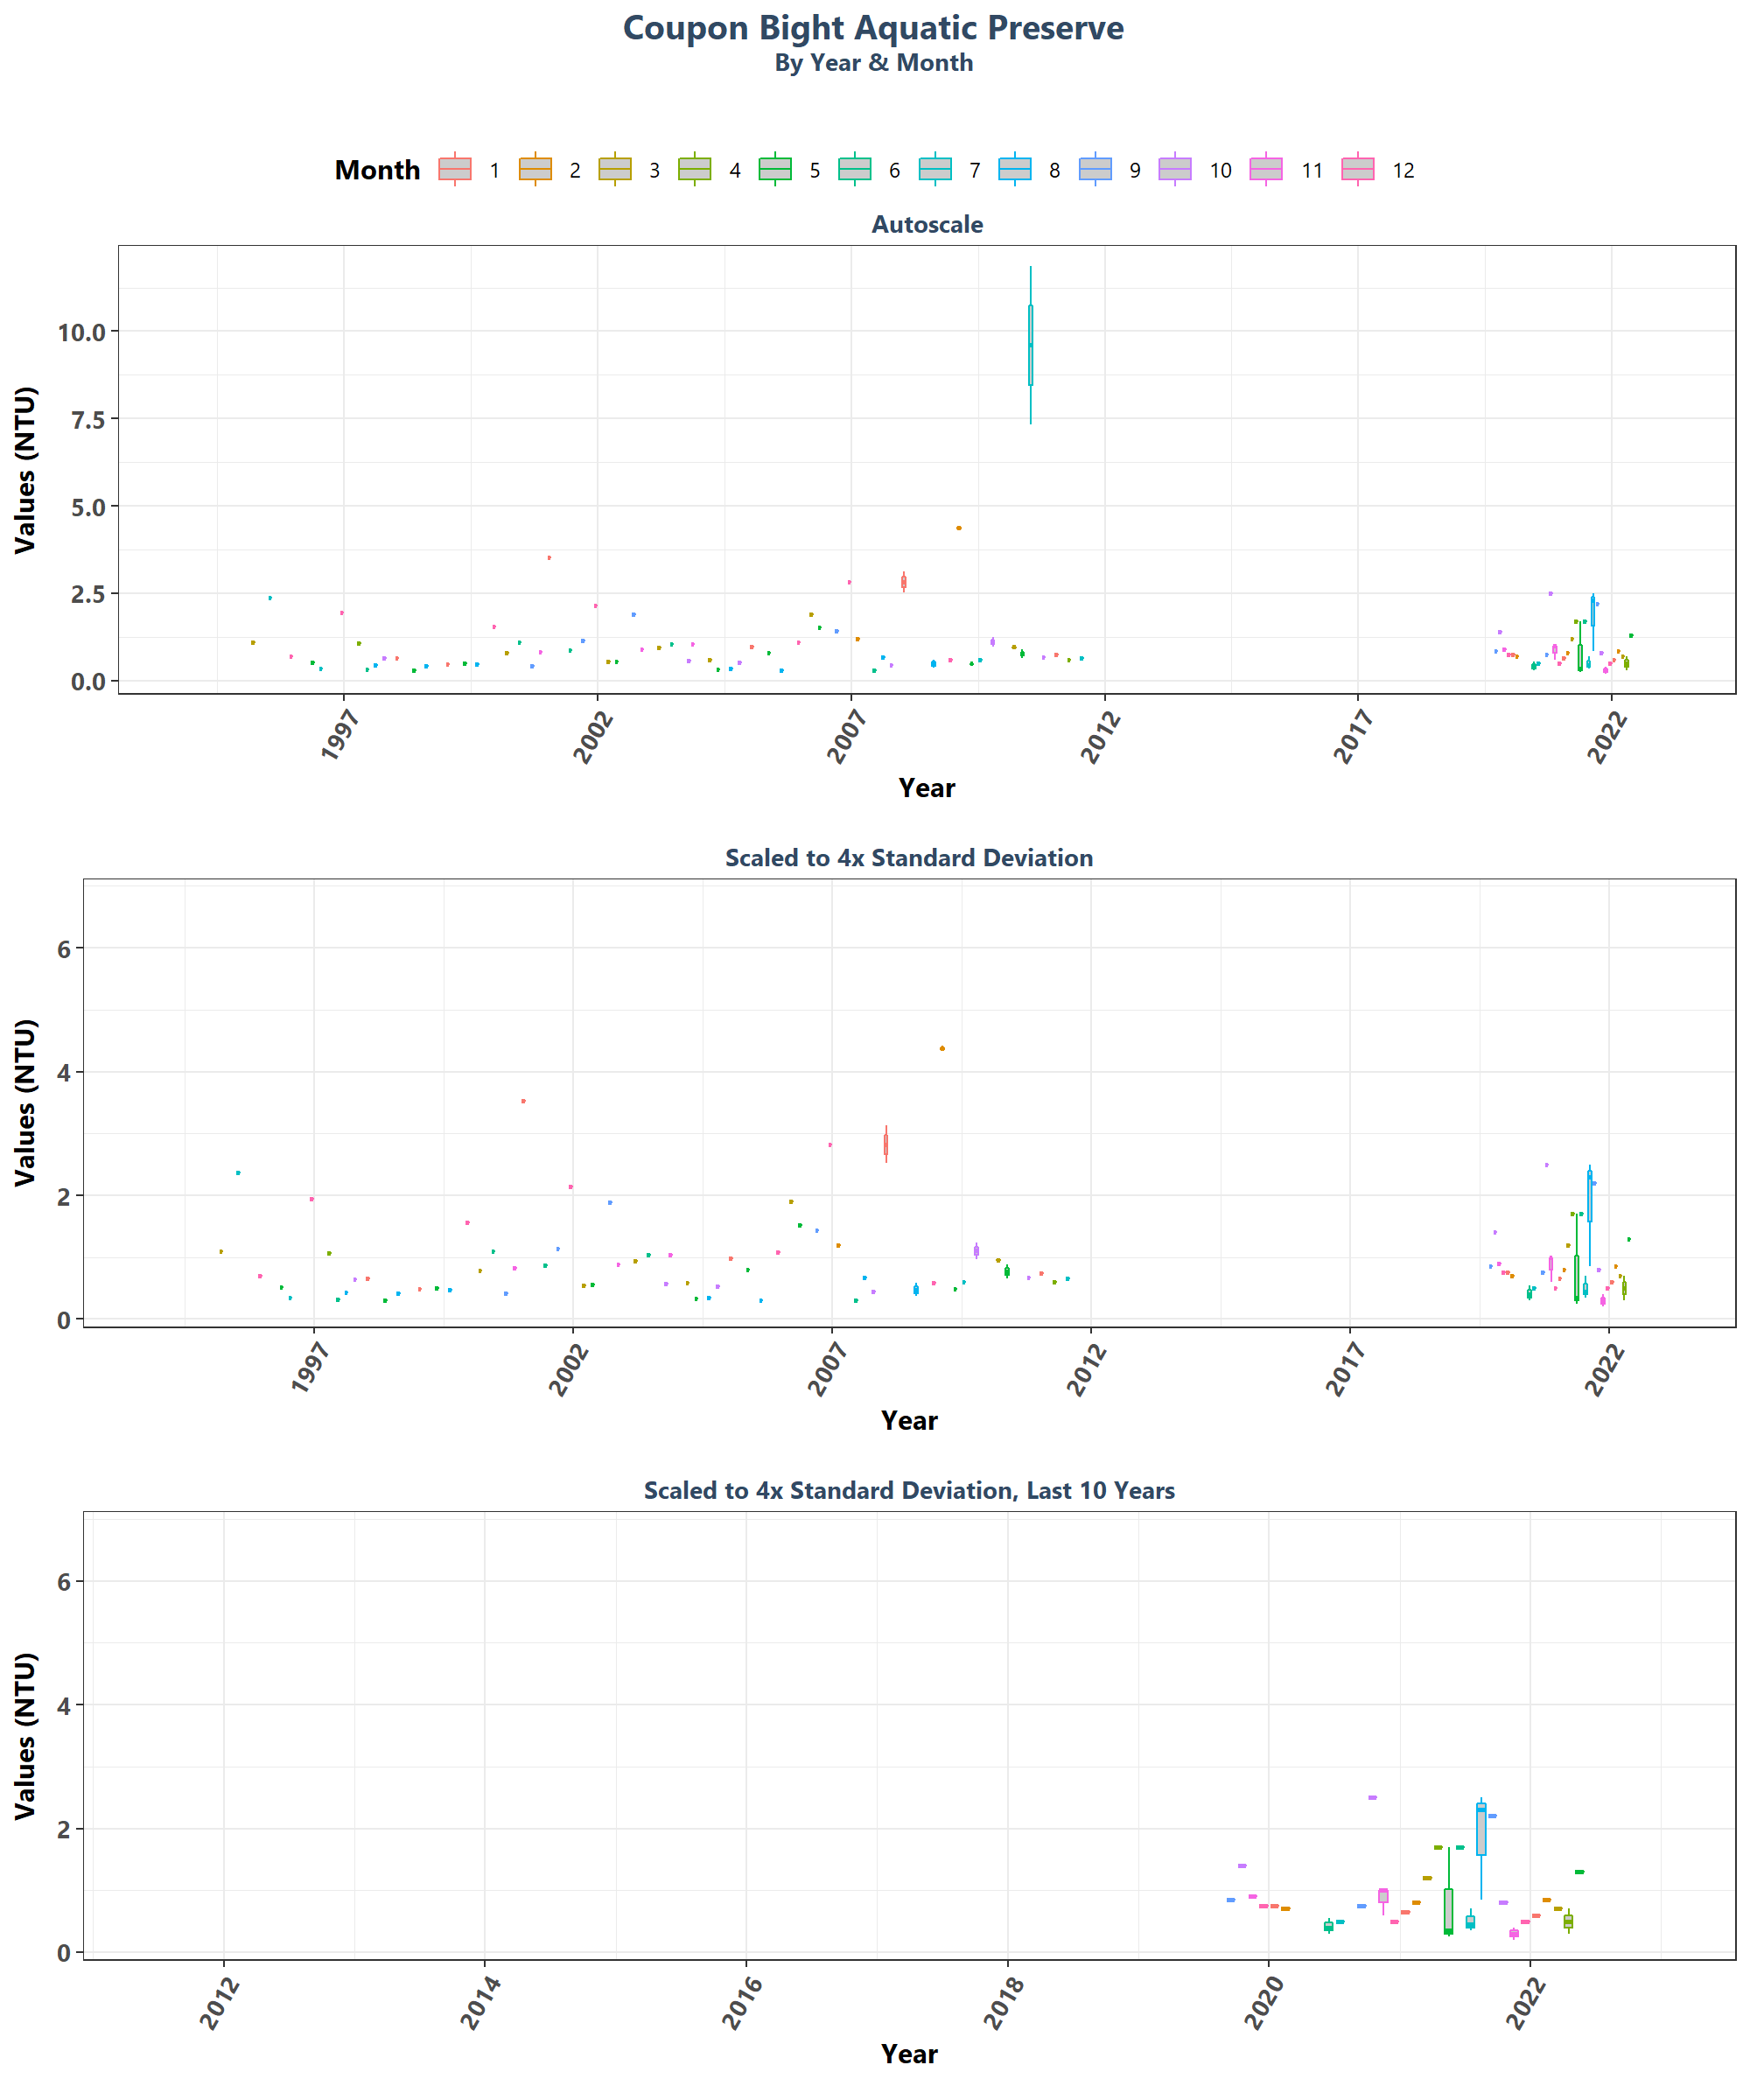 Coupon Bight Aquatic Preserve
By Year & Month
Month 1 2 3 4 5 6 7 8 9 10 11 12
Autoscale
Values (NTU)
10.0
7.5
5.0
2.5
0.0
1997 2002 2007 2012 2017 2022
Year
Scaled to 4x Standard Deviation
Values (NTU)
6
4
2
0
1997 2002 2007 2012 2017 2022
Year
Scaled to 4x Standard Deviation, Last 10 Years
Values (NTU)
6
4
2
0
2012 2014 2016 2018 2020 2022
Year